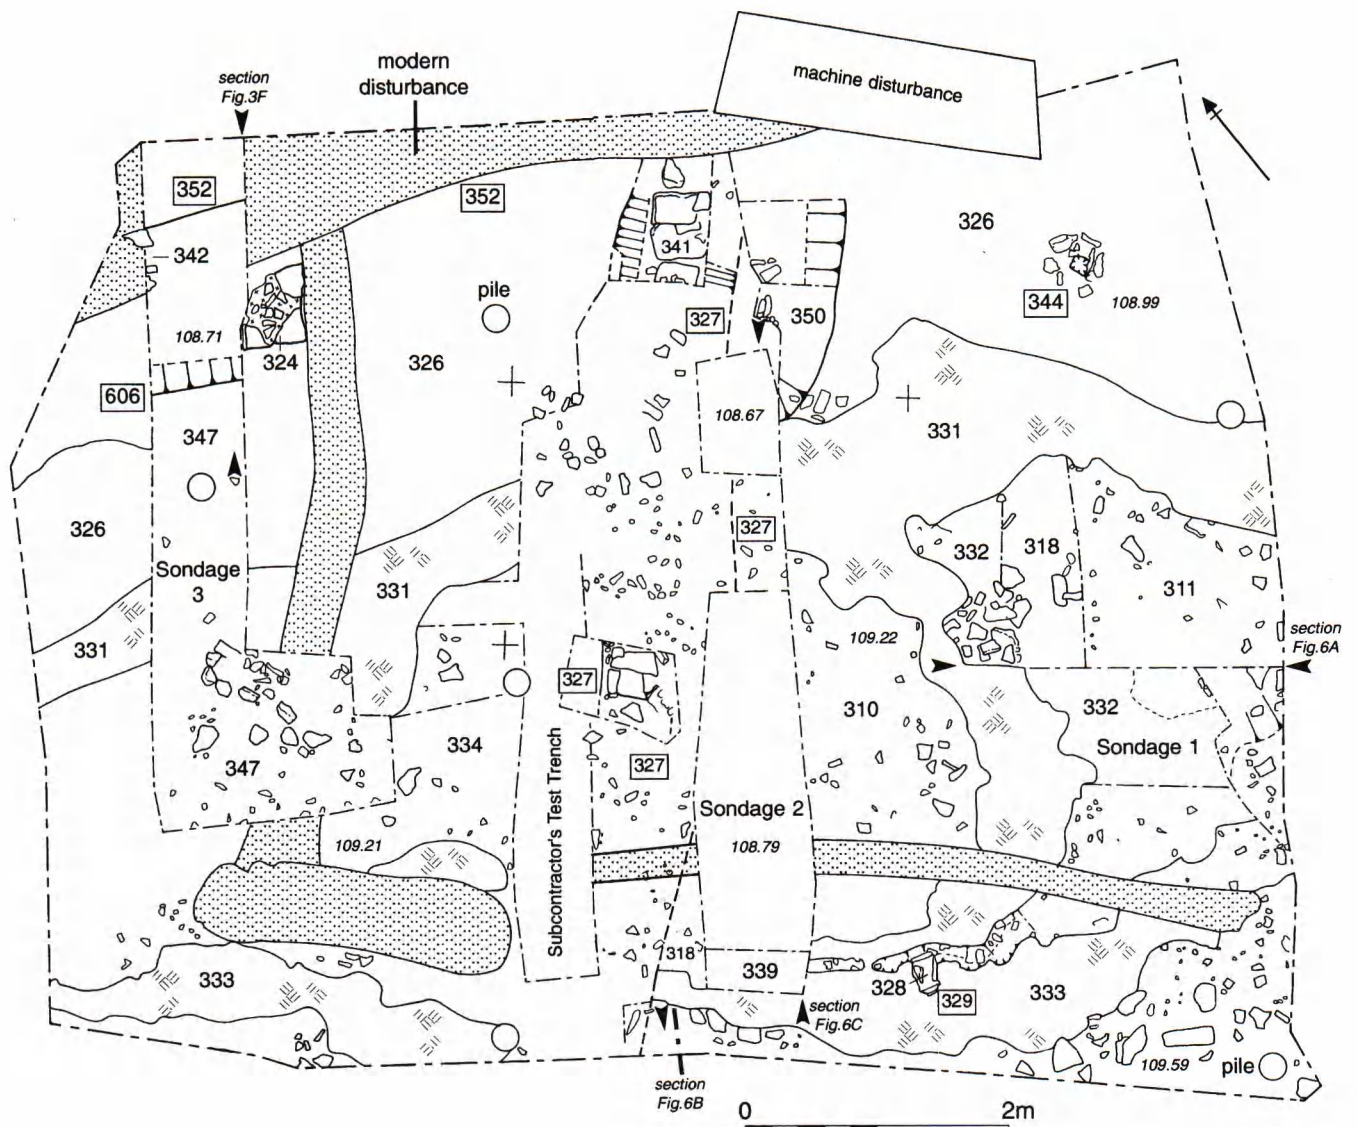 section
Fig.3F
modern
disturbance
machine disturbance
352
352
326
342
341
pile
344
108.99
327
350
108.71
324
326
606
108.67
331
347
326
Sondage
3
327
332
318
311
331
331
109.22
section
Fig.6A
327
310
332
334
Sondage 1
347
327
Subcontractor's Test Trench
Sondage 2
109.21
108.79
318
339
333
328
329
333
section
Fig.6C
109.59
pile
section
Fig.6B
0 2m